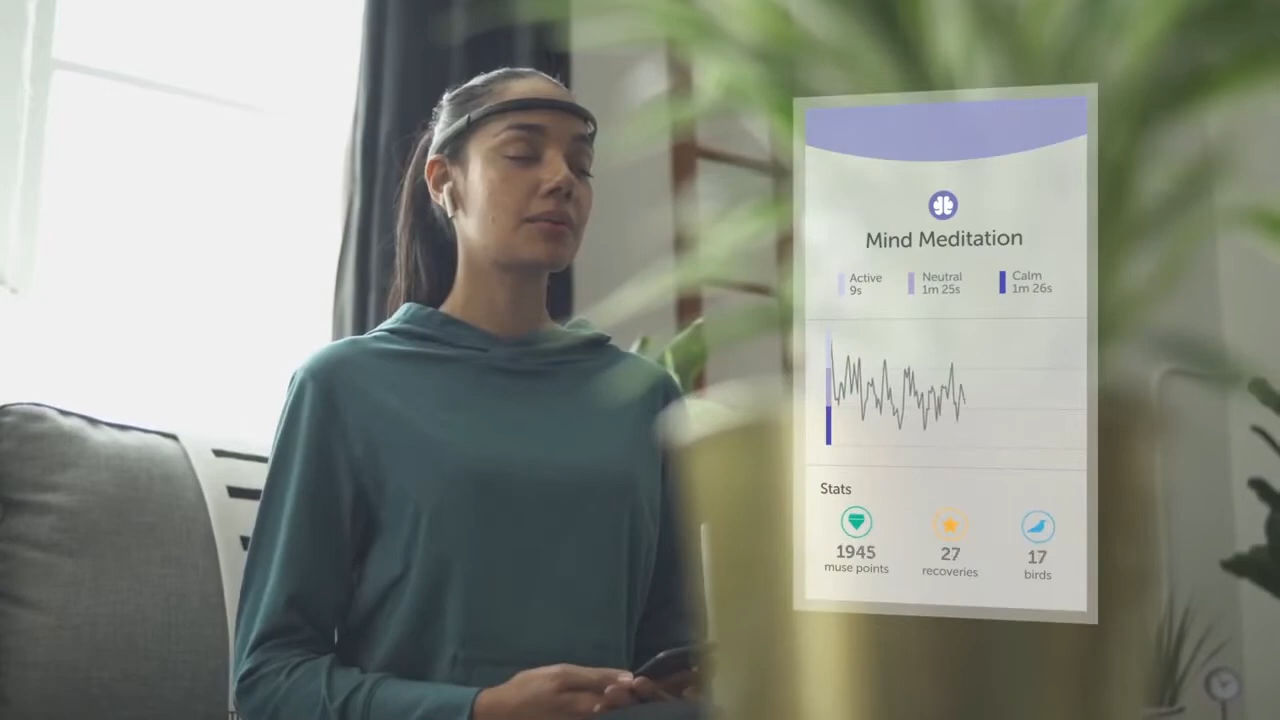 Mind Meditation
Active
9s
Neutral
1m 25s
Calm
1m 26s
Stats
1945
muse points
27
recoveries
17
birds